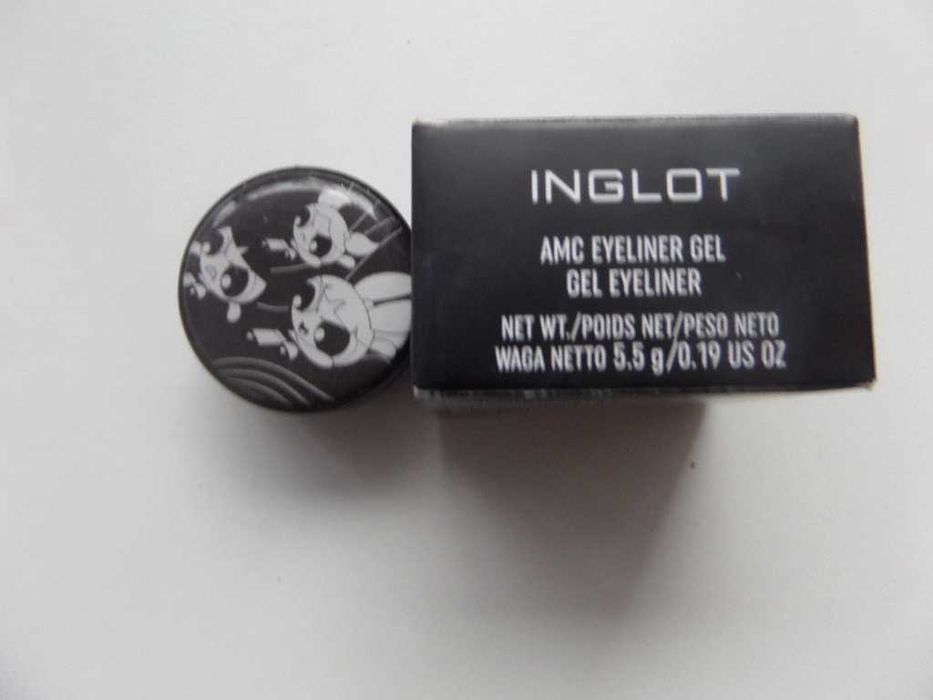 INGLOT
AMC EYELINER GEL
GEL EYELINER
NET WT./POIDS NET/PESO NETO
WAGA NETTO 5.5 g/0.19 US OZ